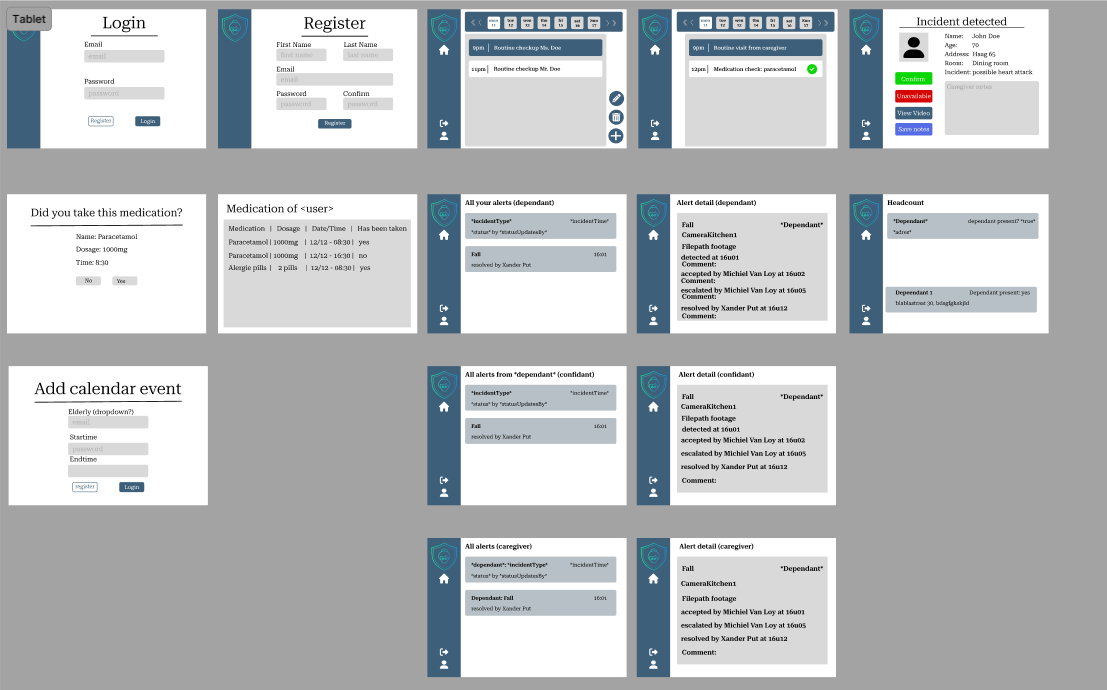 Tablet
Login
Email
email
Password
password
Register
Login
Register
First Name Last Name
first name last name
Email
email
Password Confirm
password password
Register
mon 11 tue 12 wed 13 thu 14 fri 15 sat 16 sun 17
9pm Routine checkup Ms. Doe
11pm Routine checkup Mr. Doe
mon 11 tue 12 wed 13 thu 14 fri 15 sat 16 sun 17
9pm Routine visit from caregiver
12pm Medication check: paracetamol
Incident detected
Name: John Doe
Age: 70
Address: Haag 65
Room: Dining room
Incident: possible heart attack
Confirm
Unavailable
View Video
Save notes
Caregiver notes
Did you take this medication?
Name: Paracetamol
Dosage: 1000mg
Time: 8:30
No Yes
Medication of <user>
Medication | Dosage | Date/Time | Has been taken
Paracetamol | 1000mg | 12/12 - 08:30 | yes
Paracetamol | 1000mg | 12/12 - 16:30 | no
Alergic pills | 2 pills | 12/12 - 08:30 | yes
All your alerts (dependant)
*incidentType* *incidentTime*
*status* by *statusUpdatesBy*
Fall 16:01
resolved by Xander Put
Alert detail (dependant)
Fall *Dependant*
CameraKitchen1
Filepath footage
detected at 16u01
Comment:
accepted by Michiel Van Loy at 16u02
Comment:
escalated by Michiel Van Loy at 16u05
Comment:
resolved by Xander Put at 16u12
Comment:
Headcount
*Dependant* dependant present? *true*
*adres*
Depeendant 1 Dependant present: yes
Add calendar event
Elderly (dropdown?)
email
Startime
password
Endtime
register Login
All alerts from *dependant* (confidant)
*incidentType* *incidentTime*
*status* by *statusUpdatesBy*
Fall 16:01
resolved by Xander Put
Alert detail (confidant)
Fall *Dependant*
CameraKitchen1
Filepath footage
detected at 16u01
accepted by Michiel Van Loy at 16u02
escalated by Michiel Van Loy at 16u05
resolved by Xander Put at 16u12
Comment:
All alerts (caregiver)
*dependant*: *incidentType* *incidentTime*
*status* by *statusUpdatesBy*
Dependant: Fall 16:01
resolved by Xander Put
Alert detail (caregiver)
Fall *Dependant*
CameraKitchen1
Filepath footage
accepted by Michiel Van Loy at 16u01
escalated by Michiel Van Loy at 16u05
resolved by Xander Put at 16u12
Comment: